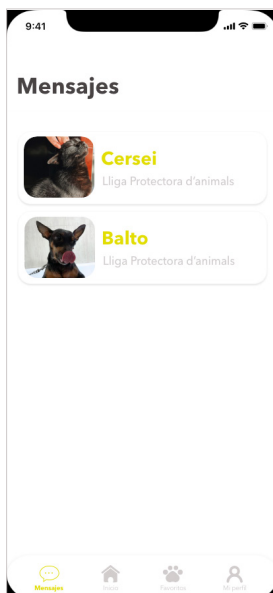 9:41
Mensajes
Cersei
Lliga Protectora d'animals
Balto
Lliga Protectora d'animals
Mensajes Inicio Favoritos Mi perfil